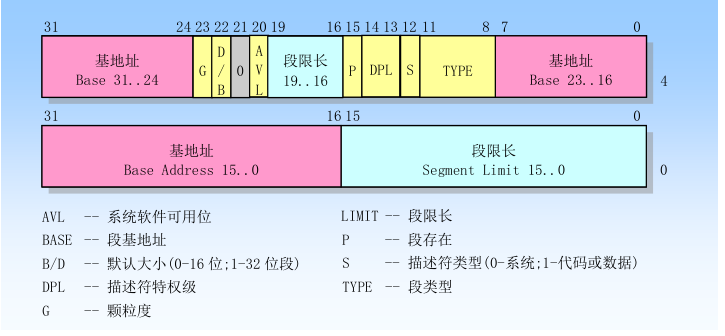 31 24 23 22 21 20 19 16 15 14 13 12 11 8 7 0
基地址 Base 31..24 G D/B 0 AVL 段限长 19..16 P DPL S TYPE 基地址 Base 23..16 4
31 16 15 0
基地址 段限长
Base Address 15..0 Segment Limit 15..0 0
AVL -- 系统软件可用位 LIMIT -- 段限长
BASE -- 段基地址 P -- 段存在
B/D -- 默认大小(0-16 位;1-32 位段) S -- 描述符类型(0-系统;1-代码或数据)
DPL -- 描述符特权级 TYPE -- 段类型
G -- 颗粒度